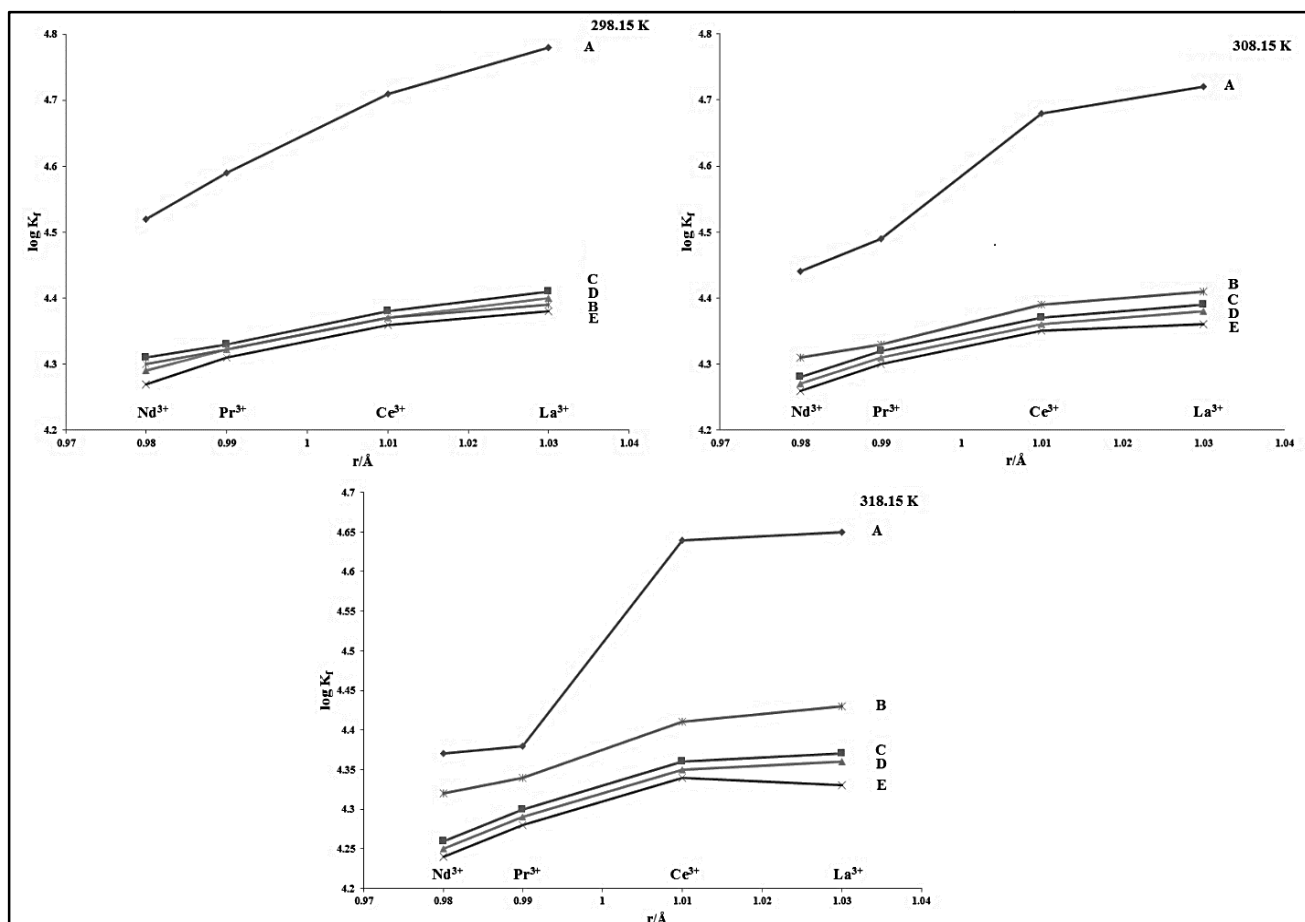 298.15 K
4.8
4.7
4.6
4.5
4.4
4.3
4.2
log K_f
A
C
D
B
E
Nd³⁺ Pr³⁺ Ce³⁺ La³⁺
0.97 0.98 0.99 1 1.01 1.02 1.03 1.04
r/Å
308.15 K
4.8
4.7
4.6
4.5
4.4
4.3
4.2
log K_f
A
B
C
D
E
Nd³⁺ Pr³⁺ Ce³⁺ La³⁺
0.97 0.98 0.99 1 1.01 1.02 1.03 1.04
r/Å
318.15 K
4.7
4.65
4.6
4.55
4.5
4.45
4.4
4.35
4.3
4.25
4.2
log K_f
A
B
C
D
E
Nd³⁺ Pr³⁺ Ce³⁺ La³⁺
0.97 0.98 0.99 1 1.01 1.02 1.03 1.04
r/Å